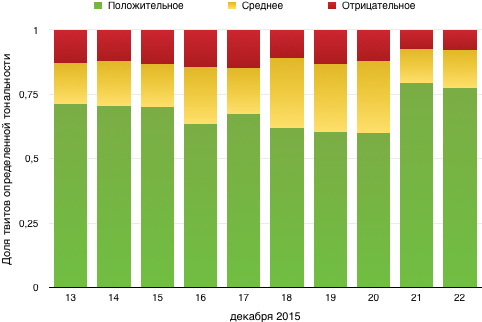 Положительное Среднее Отрицательное
Доля твитов определенной тональности
1
0,75
0,5
0,25
0
13 14 15 16 17 18 19 20 21 22
декабря 2015